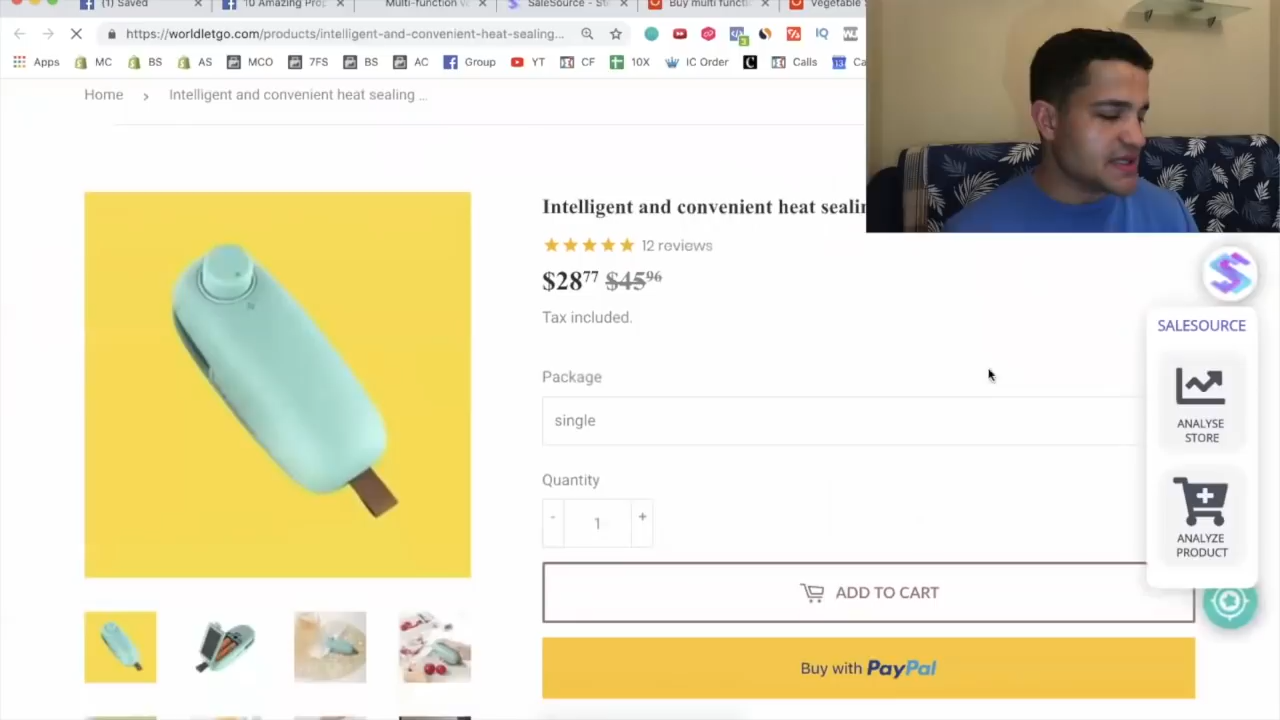 (1) Saved
10 Amazing Pro
Multi-function
SaleSource - St
Buy multi functi
Vegetable
https://worldletgo.com/products/intelligent-and-convenient-heat-sealing...
IQ
Apps
MC
BS
AS
MCO
7FS
BS
AC
Group
YT
CF
10X
IC Order
Calls
Home
Intelligent and convenient heat sealing ...
Intelligent and convenient heat sealin
12 reviews
$28.77 $45.96
Tax included.
SALESOURCE
Package
single
ANALYSE
STORE
Quantity
- 1 +
ANALYZE
PRODUCT
ADD TO CART
Buy with PayPal